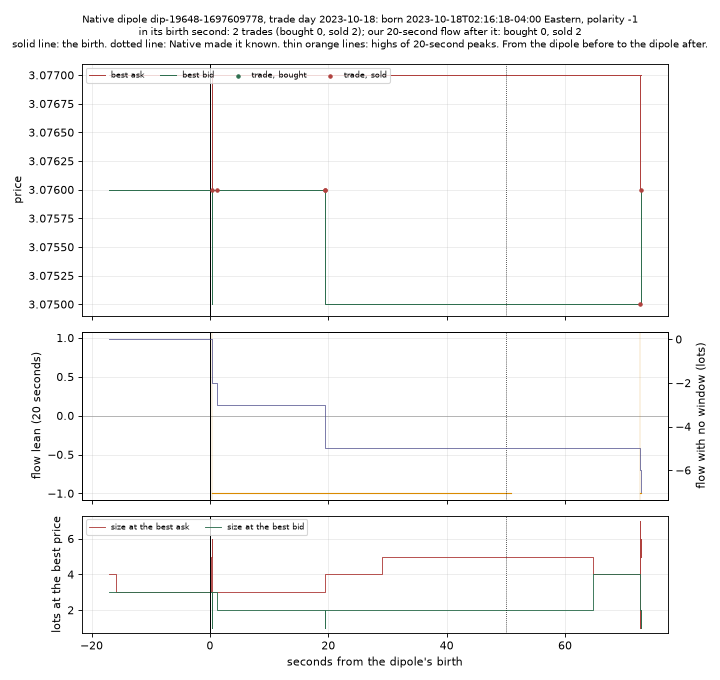 Native dipole dip-19648-1697609778, trade day 2023-10-18: born 2023-10-18T02:16:18-04:00 Eastern, polarity -1
in its birth second: 2 trades (bought 0, sold 2); our 20-second flow after it: bought 0, sold 2
solid line: the birth. dotted line: Native made it known. thin orange lines: highs of 20-second peaks. From the dipole before to the dipole after.
best ask
best bid
trade, bought
trade, sold
3.07700
3.07675
3.07650
3.07625
3.07600
3.07575
3.07550
3.07525
3.07500
price
1.0
0.5
0.0
−0.5
−1.0
flow lean (20 seconds)
0
−2
−4
−6
flow with no window (lots)
size at the best ask
size at the best bid
6
4
2
lots at the best price
−20
0
20
40
60
seconds from the dipole's birth